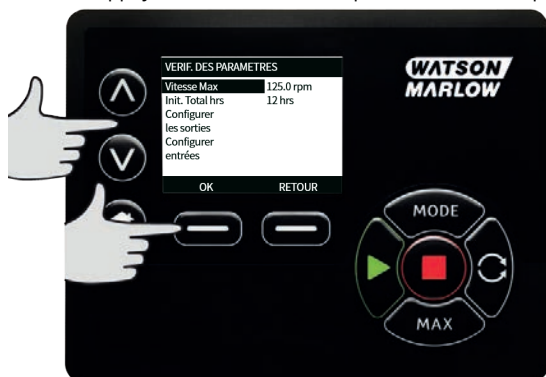 VERIF. DES PARAMETRES
Vitesse Max 125.0 rpm
Init. Total hrs 12 hrs
Configurer
les sorties
Configurer
entrées
OK RETOUR
WATSON
MARLOW
MODE
MAX